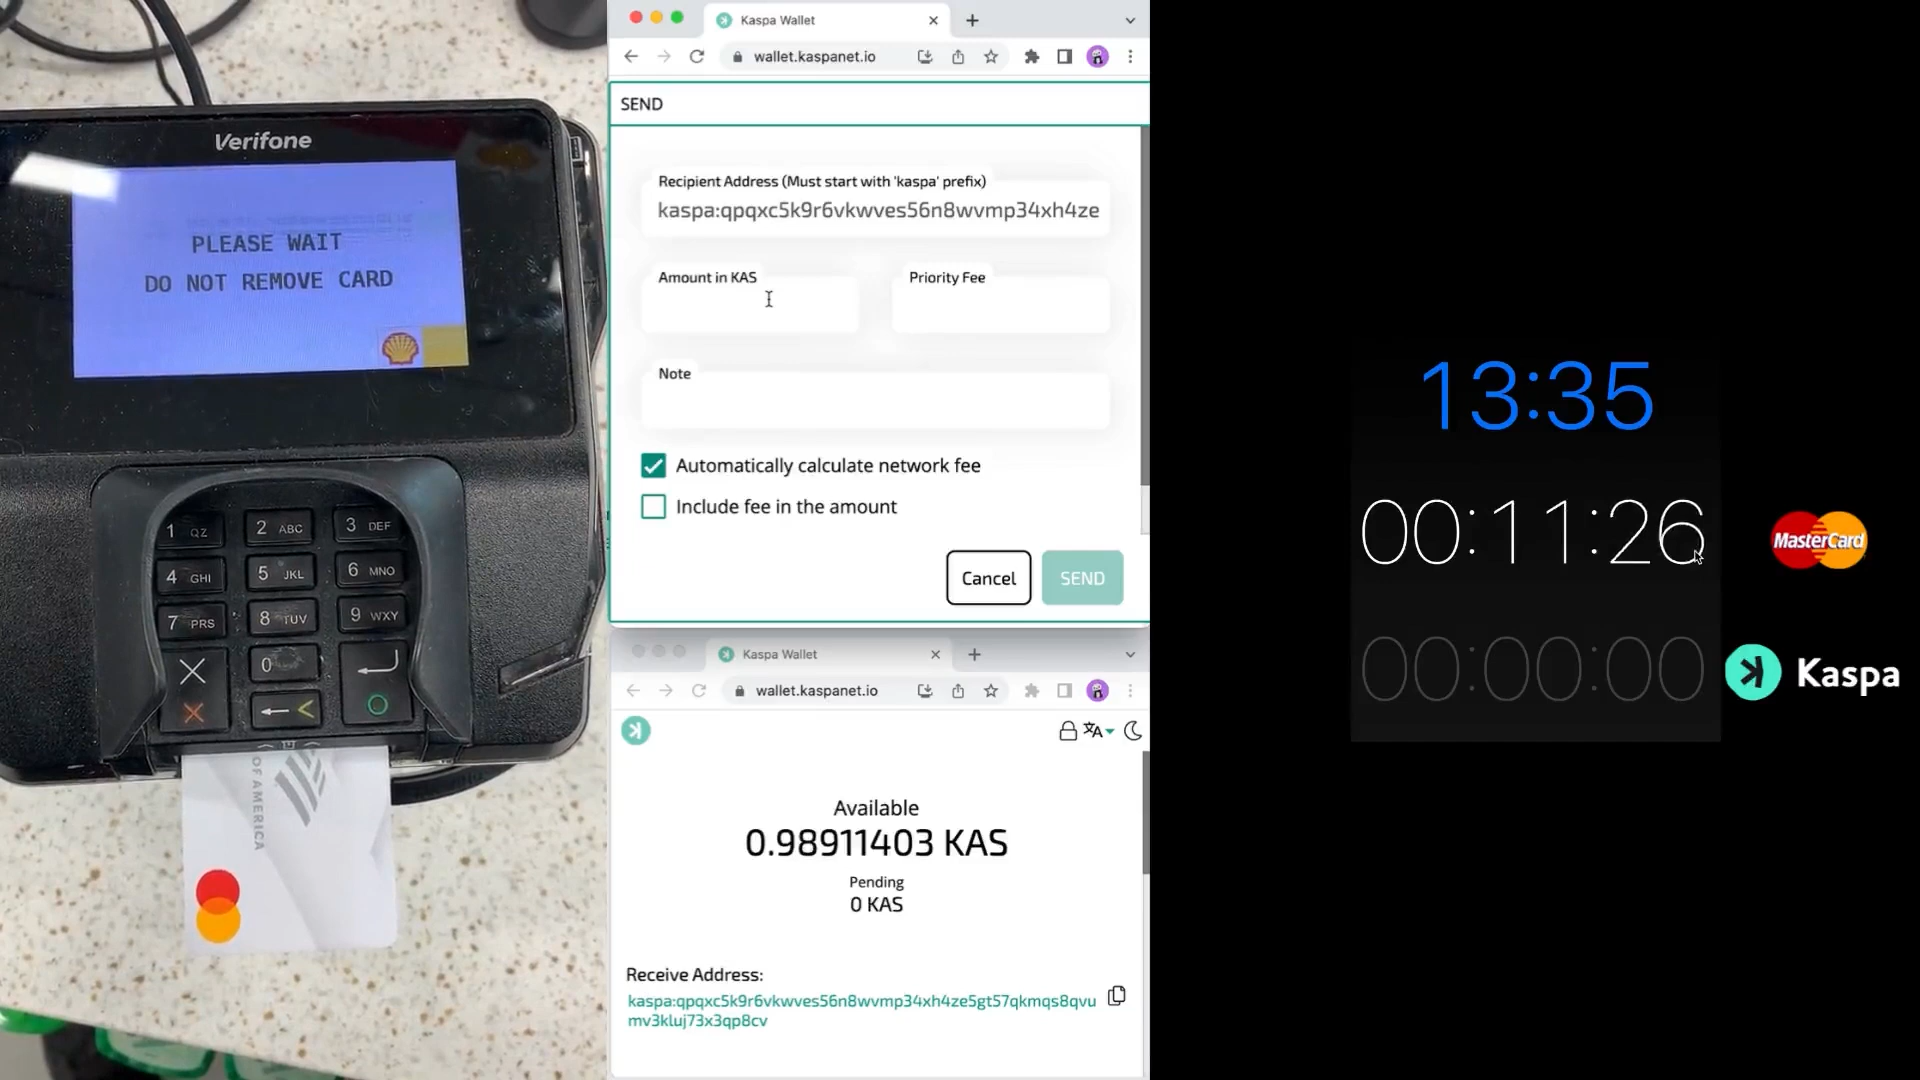 Verifone
PLEASE WAIT
DO NOT REMOVE CARD
1 QZ
2 ABC
3 DEF
4 GHI
5 JKL
6 MNO
7 PRS
8 TUV
9 WXY
0
OF AMERICA
Kaspa Wallet
wallet.kaspanet.io
SEND
Recipient Address (Must start with 'kaspa' prefix)
kaspa:qpqxc5k9r6vkwves56n8wvmp34xh4ze
Amount in KAS
Priority Fee
Note
Automatically calculate network fee
Include fee in the amount
Cancel
SEND
Kaspa Wallet
wallet.kaspanet.io
Available
0.98911403 KAS
Pending
0 KAS
Receive Address:
kaspa:qpqxc5k9r6vkwves56n8wvmp34xh4ze5gt57qkmqs8qvu
mv3kluj73x3qp8cv
13:35
00:11:26
MasterCard
00:00:00
Kaspa